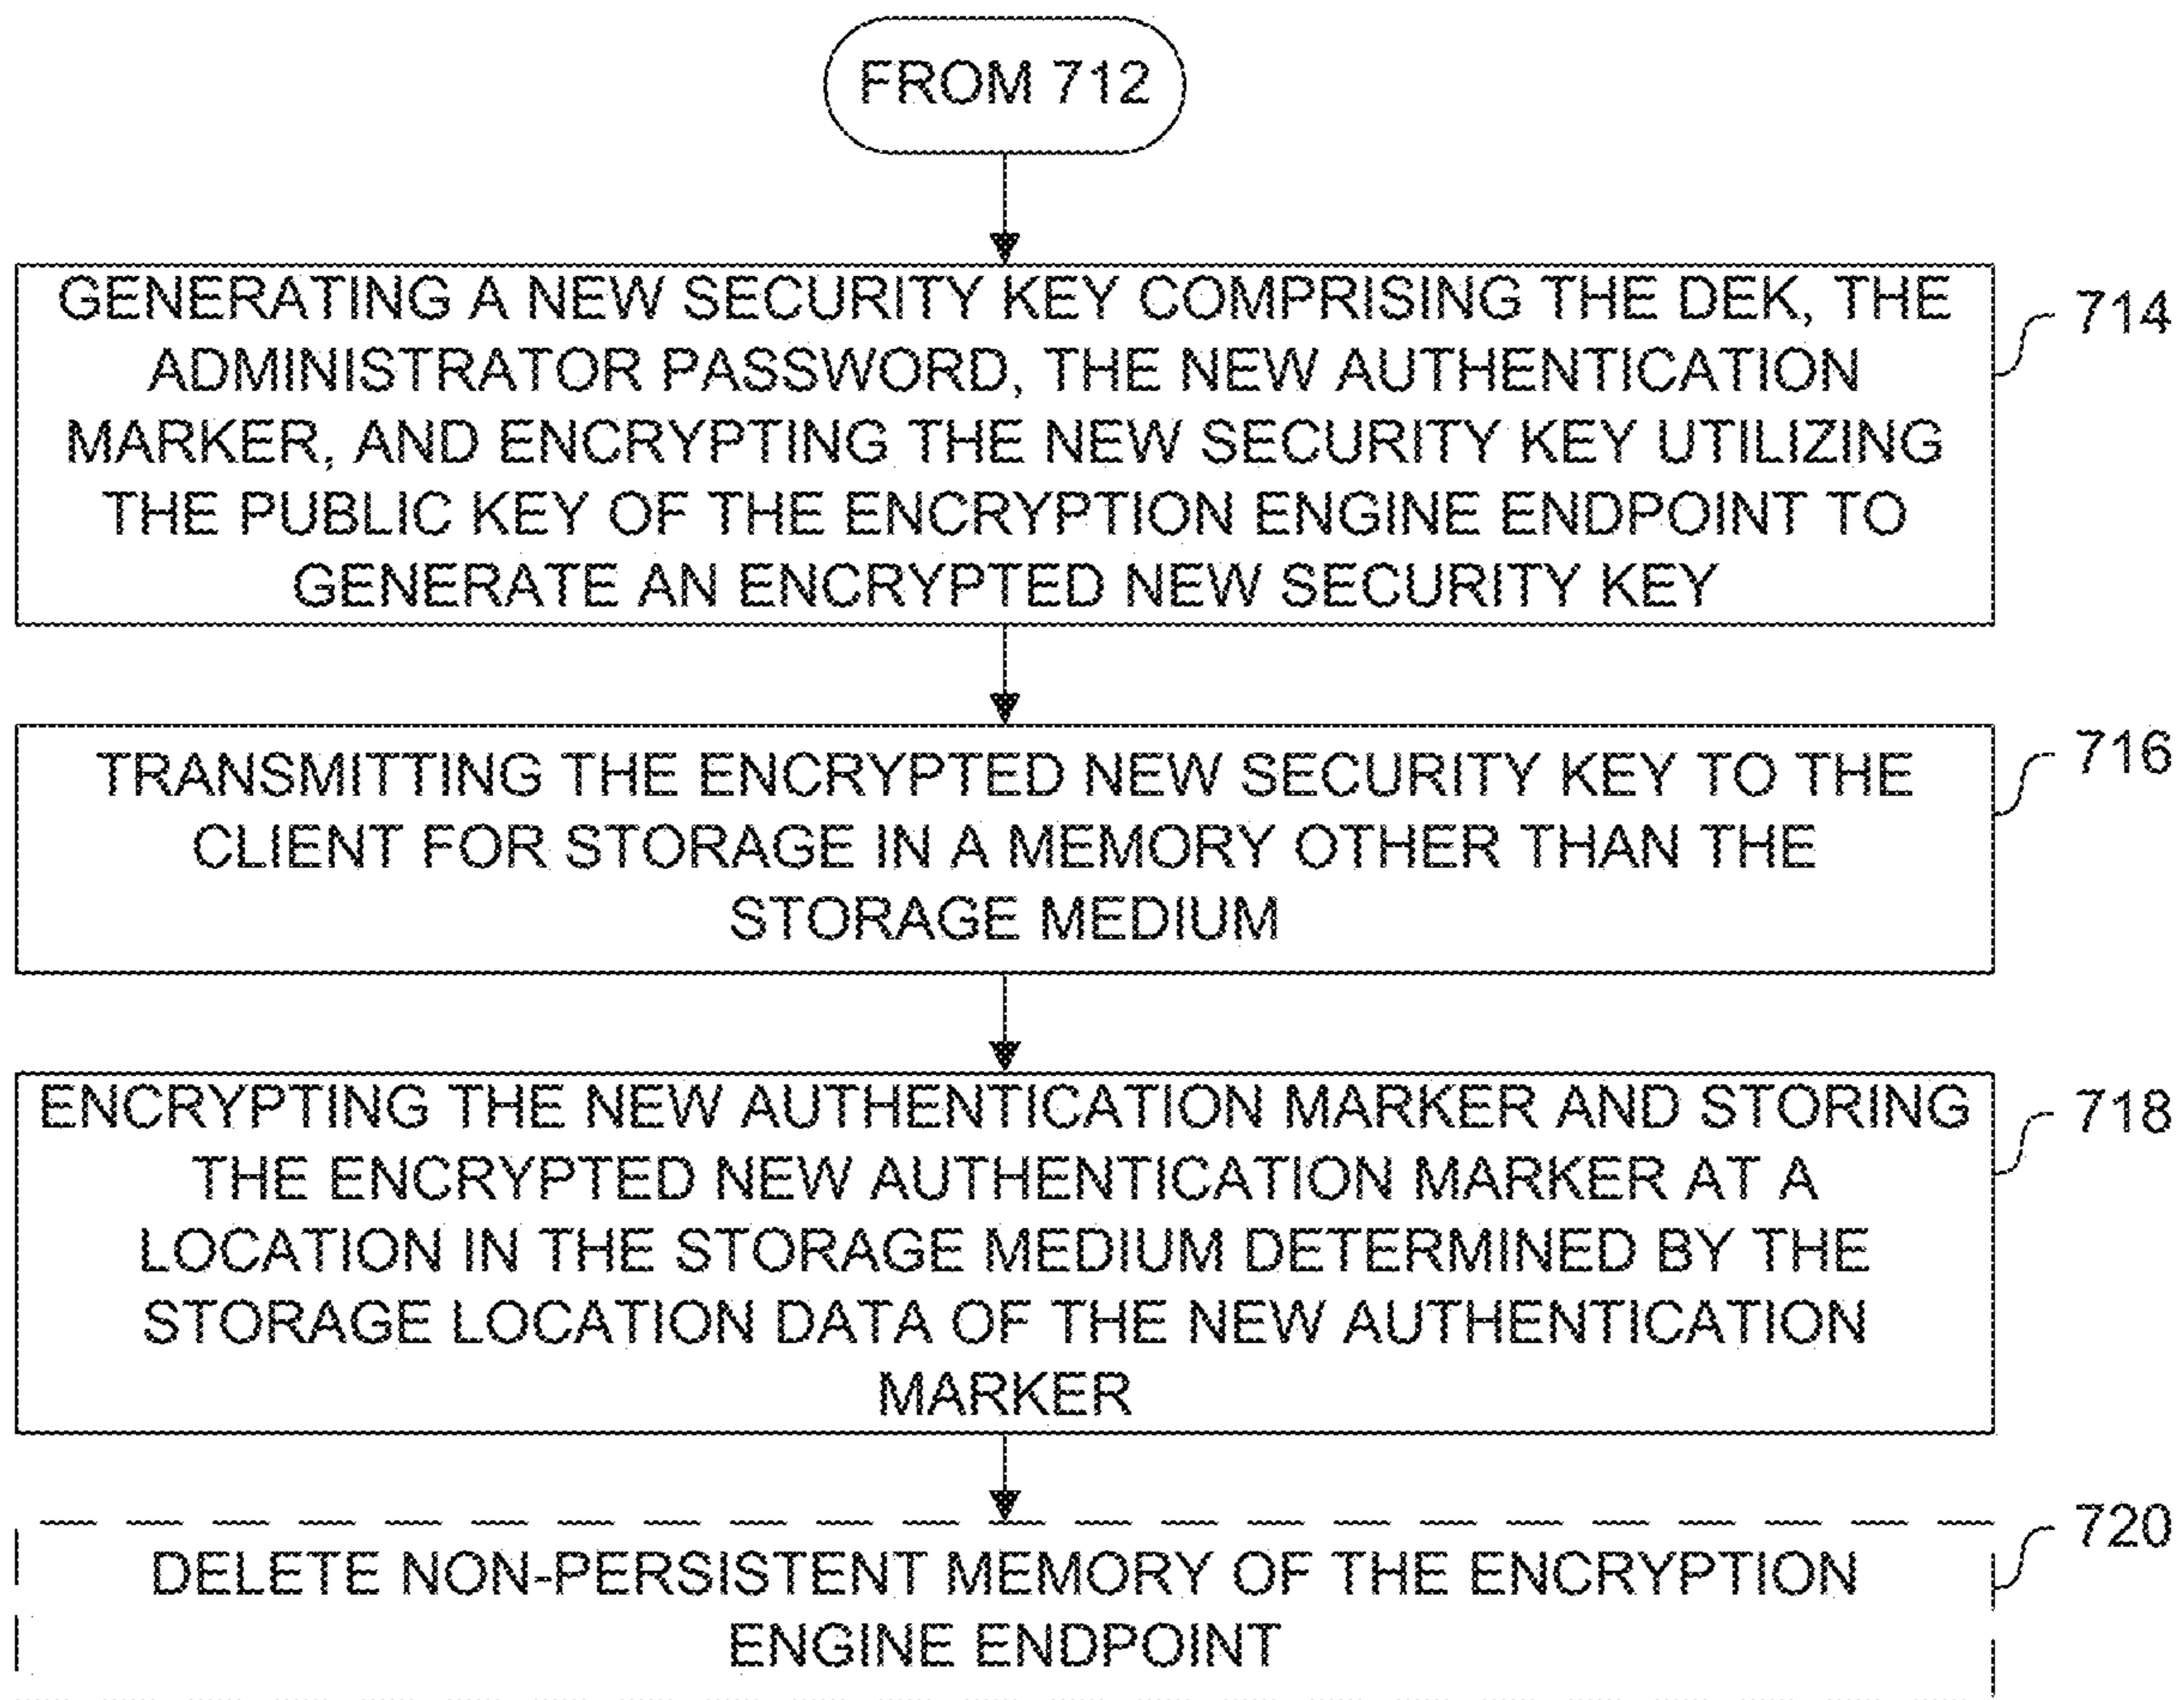 FROM 712
GENERATING A NEW SECURITY KEY COMPRISING THE DEK, THE
714
ADMINISTRATOR PASSWORD, THE NEW AUTHENTICATION
MARKER, AND ENCRYPTING THE NEW SECURITY KEY UTILIZING
THE PUBLIC KEY OF THE ENCRYPTION ENGINE ENDPOINT TO
GENERATE AN ENCRYPTED NEW SECURITY KEY
716
TRANSMITTING THE ENCRYPTED NEW SECURITY KEY TO THE
CLIENT FOR STORAGE IN A MEMORY OTHER THAN THE
STORAGE MEDIUM
718
ENCRYPTING THE NEW AUTHENTICATION MARKER AND STORING
THE ENCRYPTED NEW AUTHENTICATION MARKER AT A
LOCATION IN THE STORAGE MEDIUM DETERMINED BY THE
STORAGE LOCATION DATA OF THE NEW AUTHENTICATION
MARKER
720
DELETE NON-PERSISTENT MEMORY OF THE ENCRYPTION
ENGINE ENDPOINT